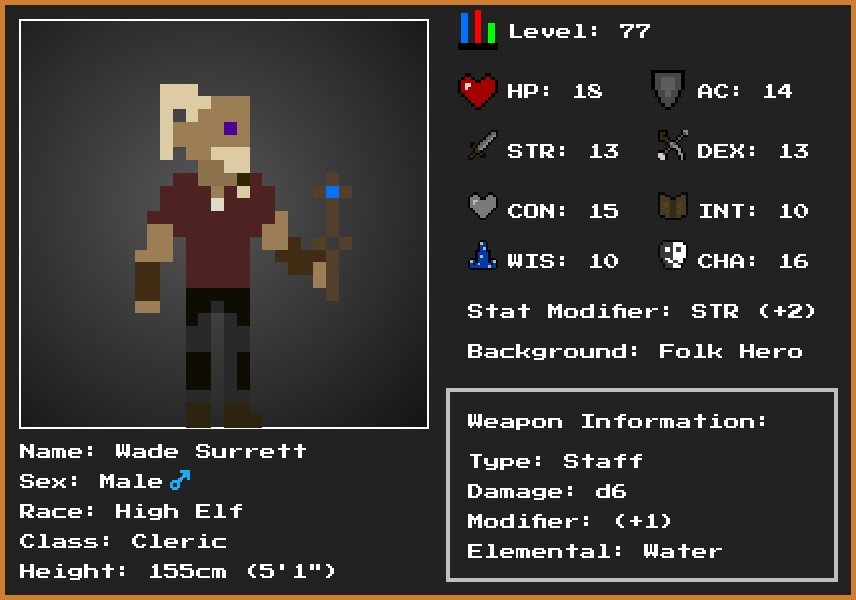 Level: 77
HP: 18
AC: 14
STR: 13
DEX: 13
CON: 15
INT: 10
WIS: 10
CHA: 16
Stat Modifier: STR (+2)
Background: Folk Hero
Weapon Information:
Type: Staff
Damage: d6
Modifier: (+1)
Elemental: Water
Name: Wade Surrett
Sex: Male♂
Race: High Elf
Class: Cleric
Height: 155cm (5'1")